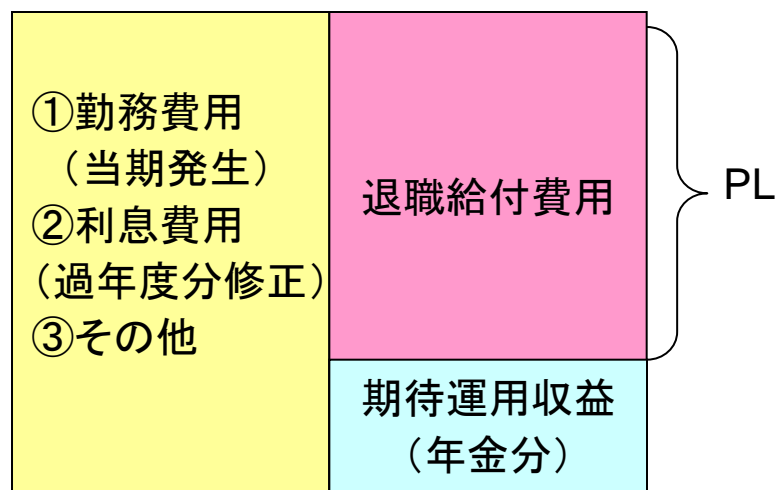 ①勤務費用
（当期発生）
②利息費用
（過年度分修正）
③その他
退職給付費用
期待運用収益
（年金分）
PL